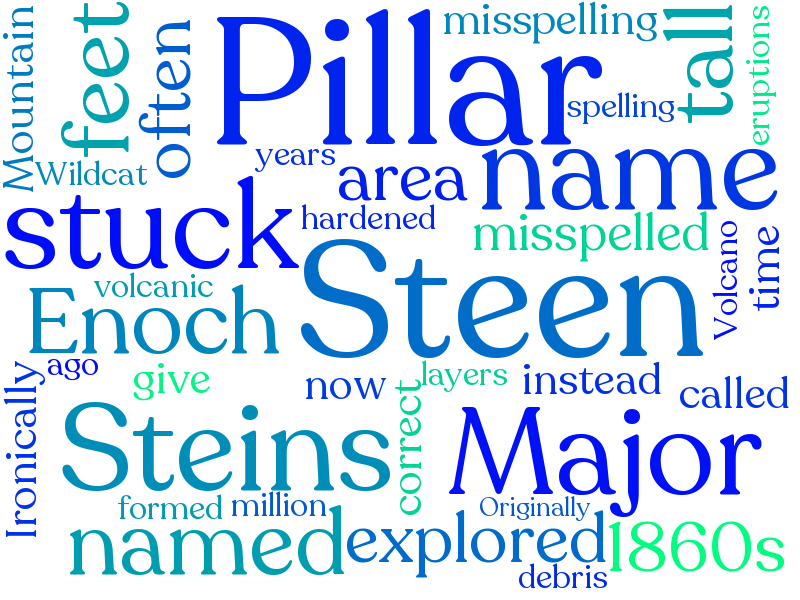 Mountain
feet
often
Pillar
misspelling
tall
eruptions
spelling
Wildcat
years
area
name
stuck
hardened
misspelled
Volcano
time
volcanic
Enoch
Steen
ago
give
now
layers
instead
called
Ironically
Steins
correct
Major
formed
million
Originally
named
explored
1860s
debris